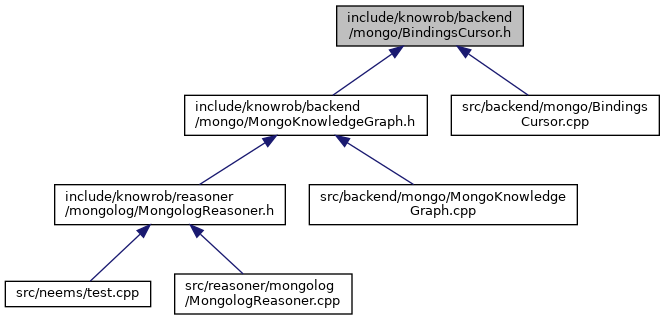 include/knowrob/backend
/mongo/BindingsCursor.h
include/knowrob/backend
/mongo/MongoKnowledgeGraph.h
src/backend/mongo/Bindings
Cursor.cpp
include/knowrob/reasoner
/mongolog/MongologReasoner.h
src/backend/mongo/MongoKnowledge
Graph.cpp
src/neems/test.cpp
src/reasoner/mongolog
/MongologReasoner.cpp